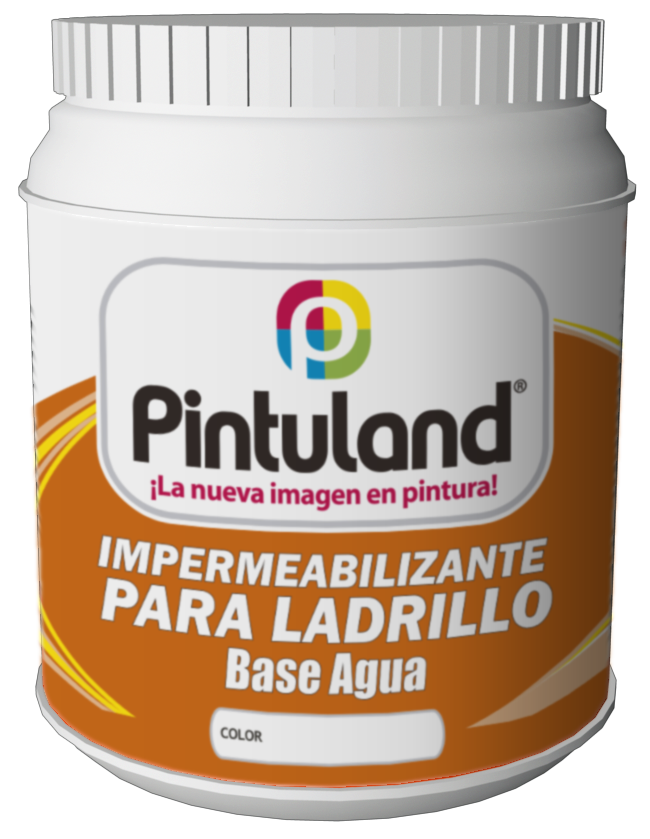 Pintuland®
¡La nueva imagen en pintura!
IMPERMEABILIZANTE
PARA LADRILLO
Base Agua
COLOR